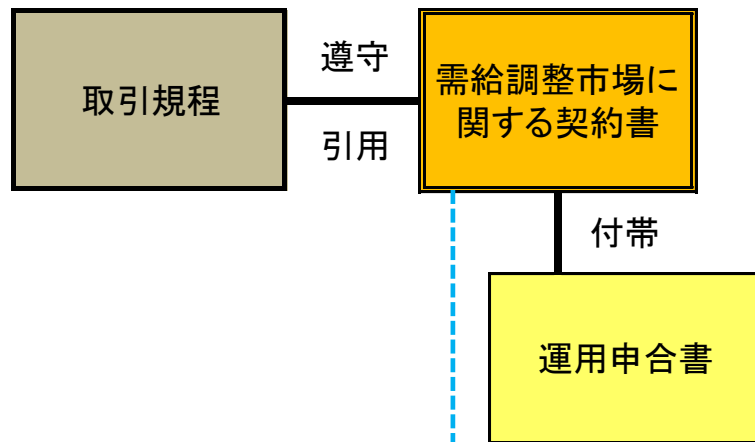 取引規程
遵守
引用
需給調整市場に
関する契約書
付帯
運用申合書